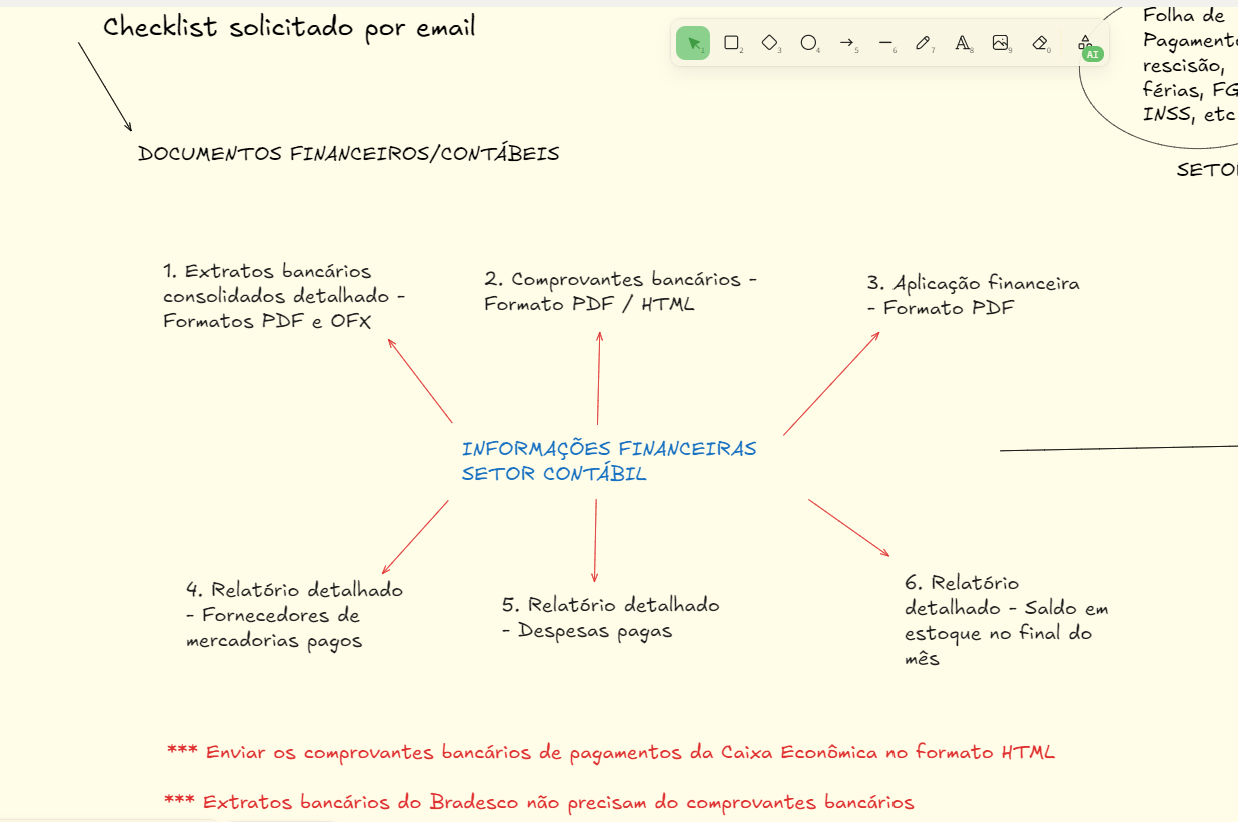 Checklist solicitado por email
1
2
3
4
5
6
7
8
9
0
AI
Folha de
rescisão,
férias,
INSS, etc
DOCUMENTOS FINANCEIROS/CONTÁBEIS
1. Extratos bancários
consolidados detalhado -
Formatos PDF e OFX
2. Comprovantes bancários -
Formato PDF / HTML
3. Aplicação financeira
- Formato PDF
INFORMAÇÕES FINANCEIRAS
SETOR CONTÁBIL
4. Relatório detalhado
- Fornecedores de
mercadorias pagos
5. Relatório detalhado
- Despesas pagas
6. Relatório
detalhado - Saldo em
estoque no final do
mês
*** Enviar os comprovantes bancários de pagamentos da Caixa Econômica no formato HTML
*** Extratos bancários do Bradesco não precisam do comprovantes bancários